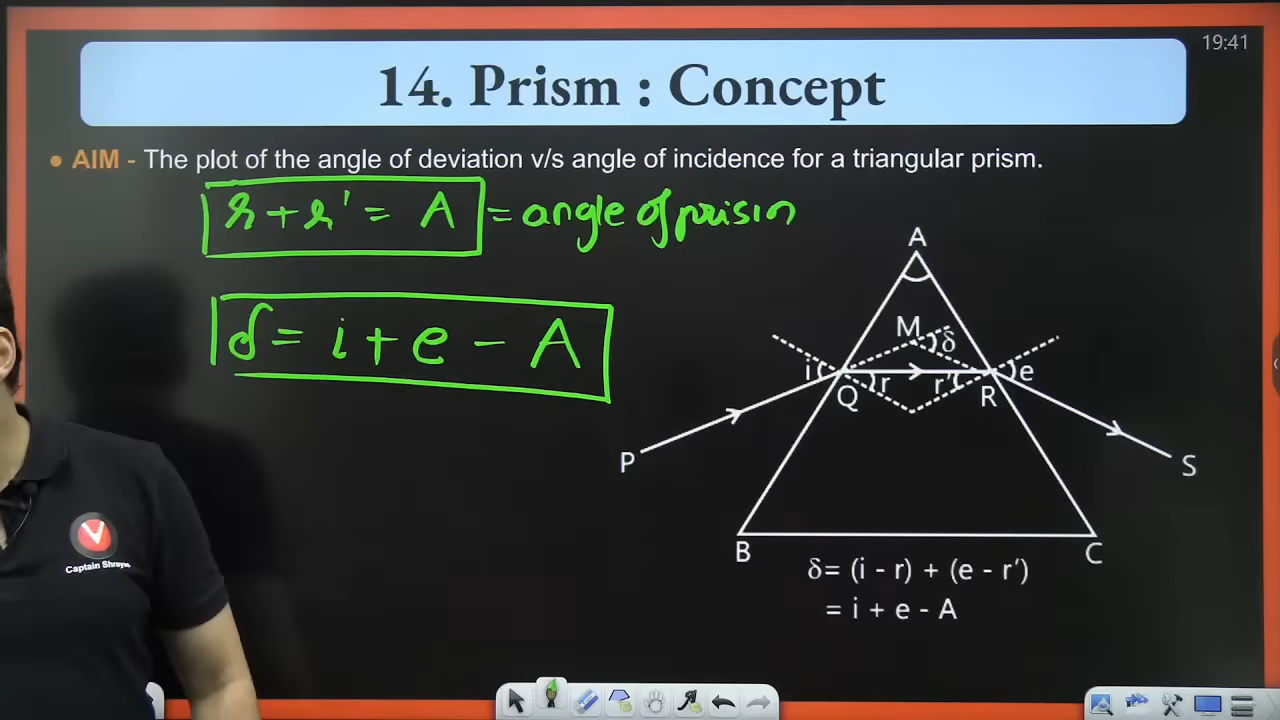 19:41
14. Prism : Concept
• AIM - The plot of the angle of deviation v/s angle of incidence for a triangular prism.
r + r' = A = angle of prism
δ = i + e - A
A
M
δ
i
r
r'
e
Q
R
P
S
B
C
δ= (i - r) + (e - r')
= i + e - A
V
Captain Shreyas